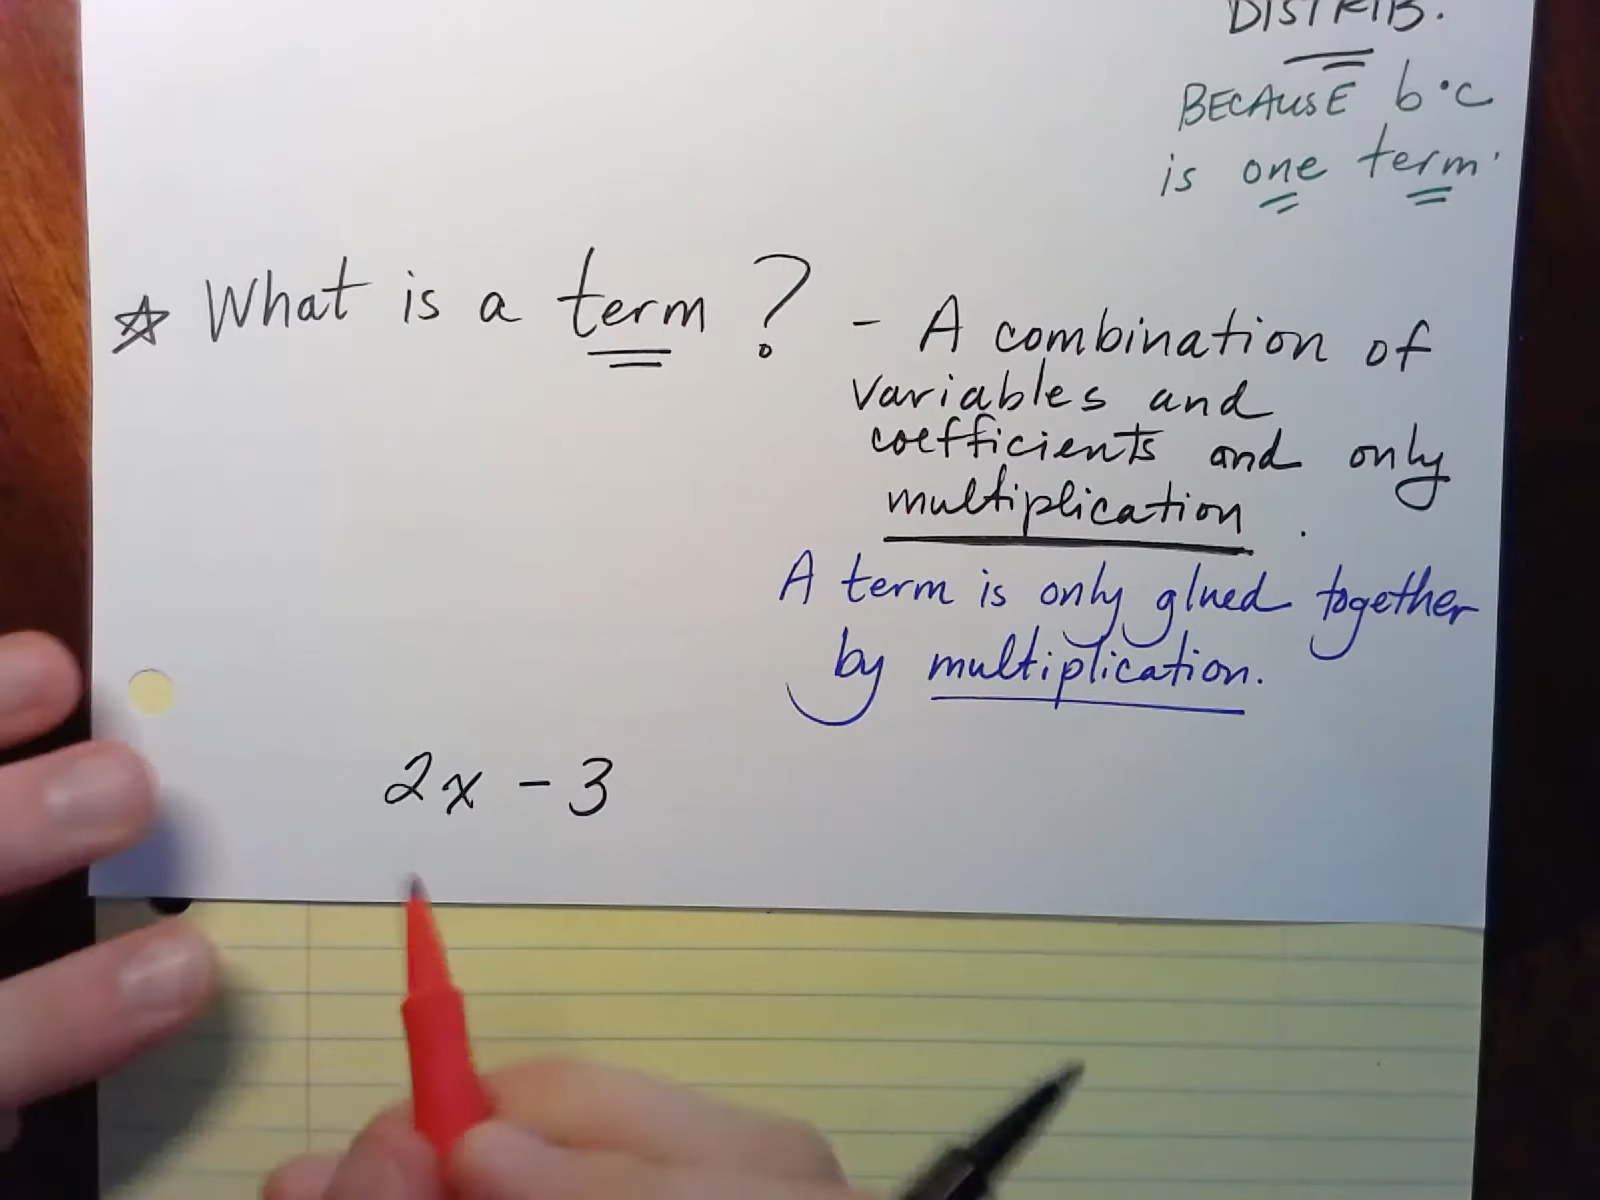 DISTRIB.
BECAUSE b·c
is one term.
☆ What is a term ? - A combination of
variables and
coefficients and only
multiplication.
A term is only glued together
by multiplication.
2x - 3